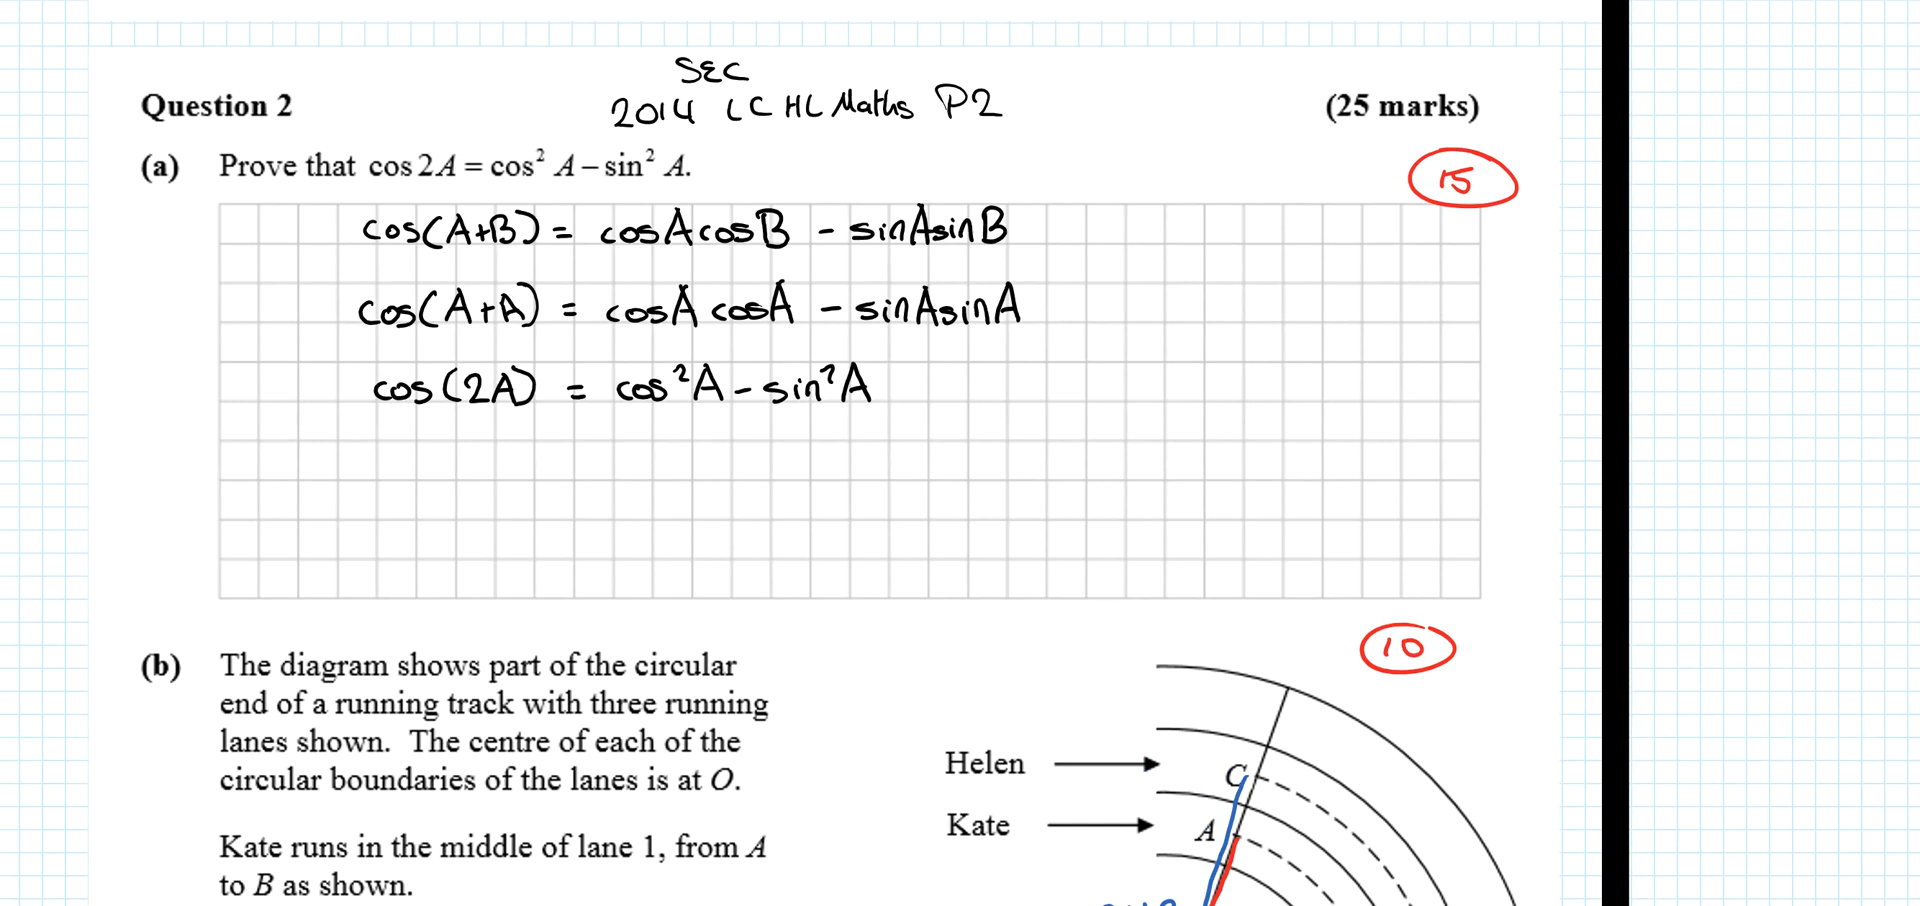 SEC
Question 2 2014 LC HL Maths P2 (25 marks)
(a) Prove that cos 2A = cos² A – sin² A.
15
cos(A+B) = cosAcosB - sinAsinB
cos(A+A) = cosA cosA - sinAsinA
cos(2A) = cos²A - sin²A
10
(b) The diagram shows part of the circular
end of a running track with three running
lanes shown. The centre of each of the
circular boundaries of the lanes is at O.
Helen
C
Kate
A
Kate runs in the middle of lane 1, from A
to B as shown.